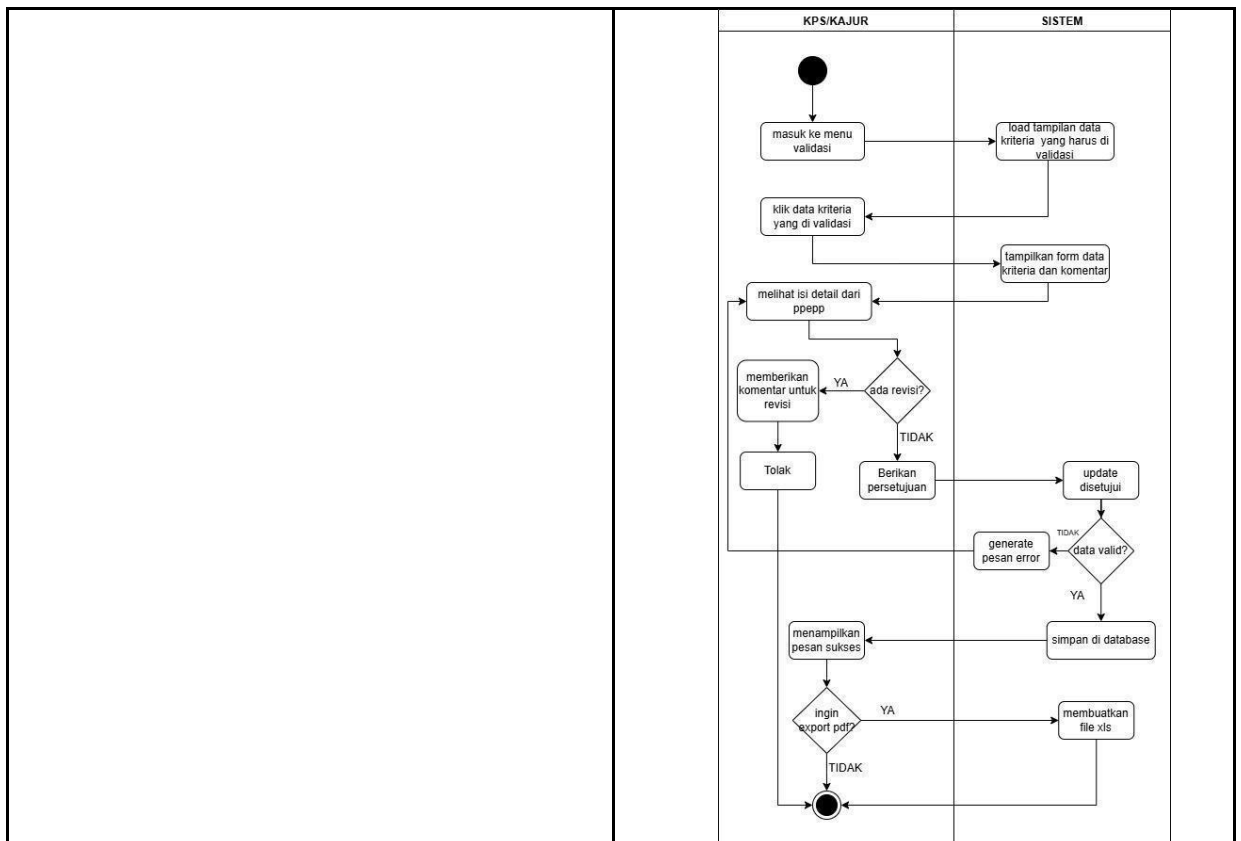 KPS/KAJUR
SISTEM
masuk ke menu
validasi
load tampilan data
kriteria yang harus di
validasi
klik data kriteria
yang di validasi
tampilkan form data
kriteria dan komentar
melihat isi detail dari
ppepp
ada revisi?
YA
memberikan
komentar untuk
revisi
TIDAK
Tolak
Berikan
persetujuan
update
disetujui
data valid?
TIDAK
generate
pesan error
YA
simpan di database
menampilkan
pesan sukses
ingin
export pdf?
YA
membuatkan
file xls
TIDAK